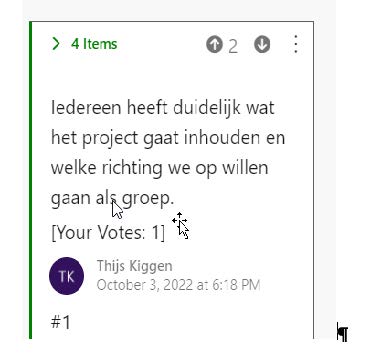 4 Items 2
Iedereen heeft duidelijk wat
het project gaat inhouden en
welke richting we op willen
gaan als groep.
[Your Votes: 1]
TK
Thijs Kiggen
October 3, 2022 at 6:18 PM
#1
¶